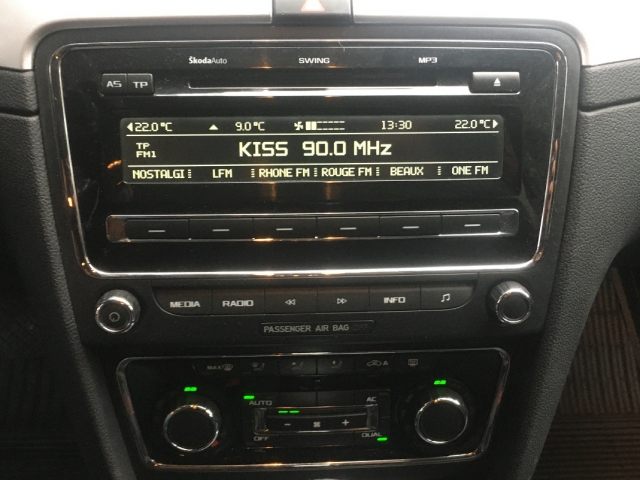 ŠkodaAuto SWING MP3
AS TP
22.0°C 9.0°C 13:30 22.0°C
TP
FM1
KISS 90.0 MHz
NOSTALGI LFM RHONE FM ROUGE FM BEAUX ONE FM
MEDIA RADIO INFO
PASSENGER AIR BAG OFF
MAX A
AUTO AC
- +
OFF DUAL